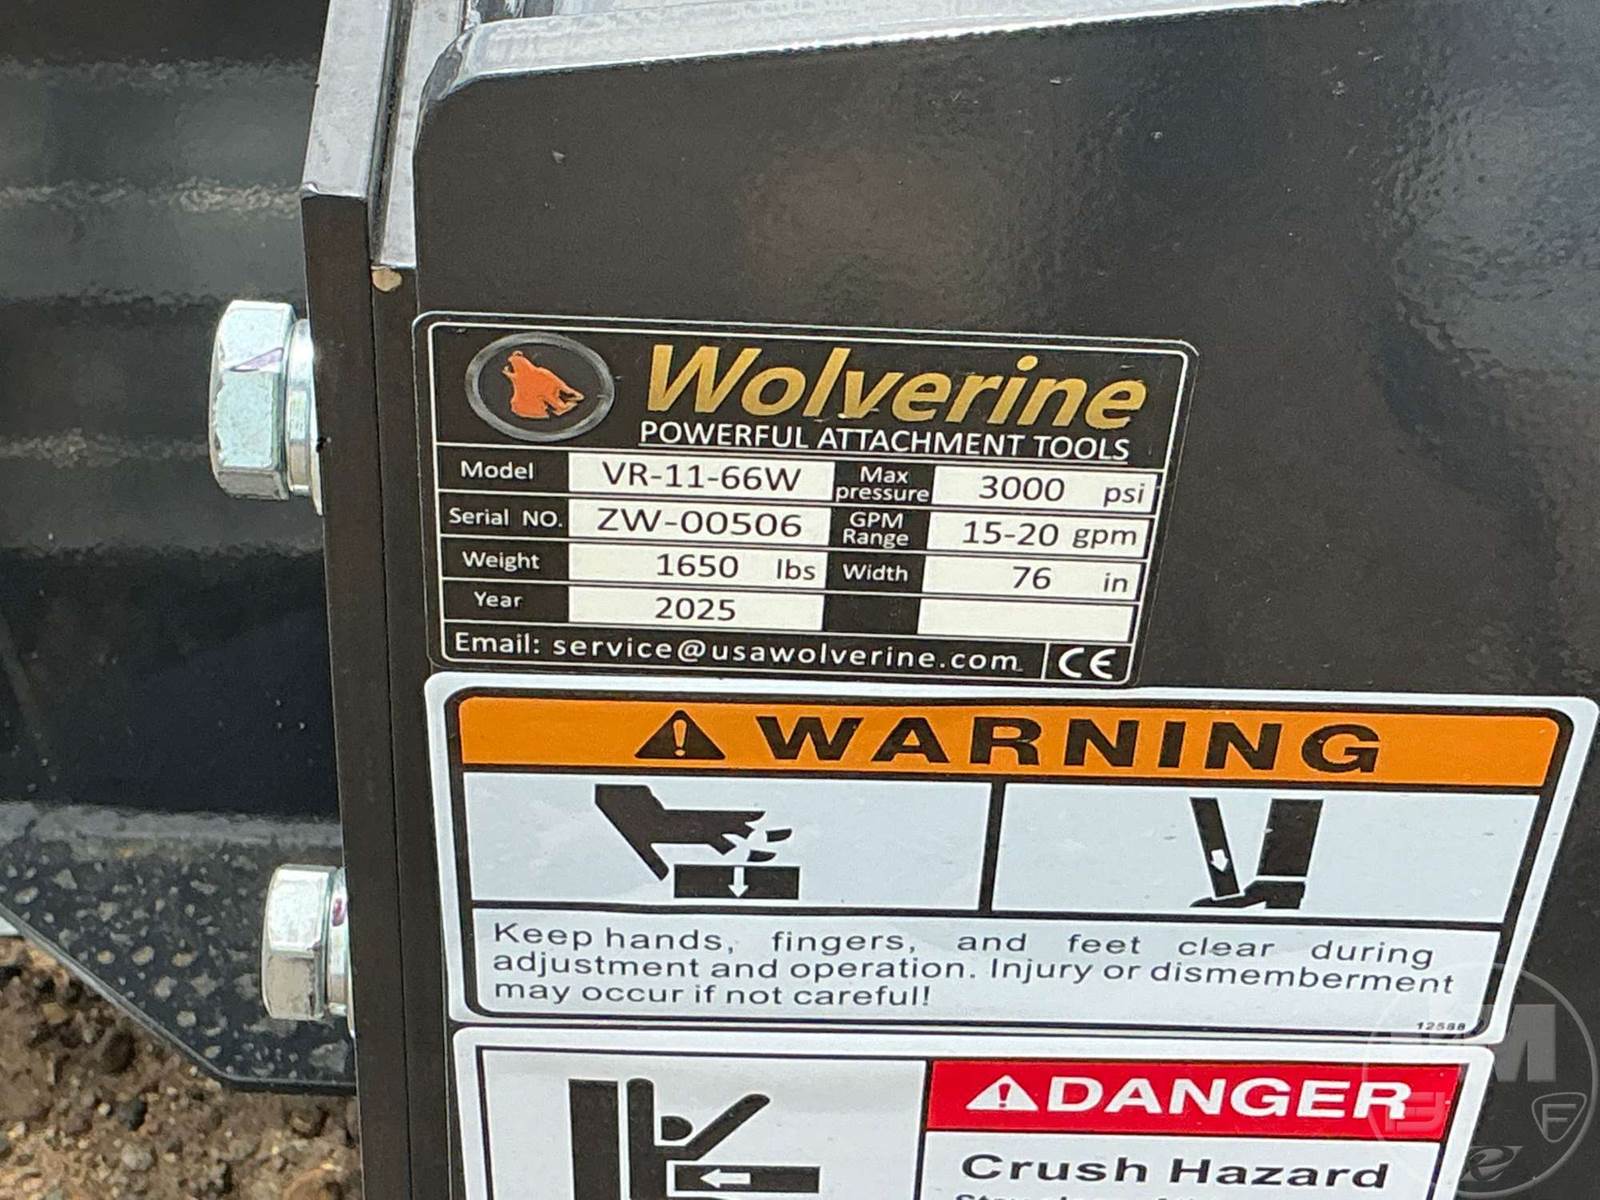 Wolverine
POWERFUL ATTACHMENT TOOLS
Model VR-11-66W Max pressure 3000 psi
Serial NO. ZW-00506 GPM Range 15-20 gpm
Weight 1650 lbs Width 76 in
Year 2025
Email: service@usawolverine.com CE
WARNING
Keep hands, fingers, and feet clear during
adjustment and operation. Injury or dismemberment
may occur if not careful!
12588
DANGER
Crush Hazard